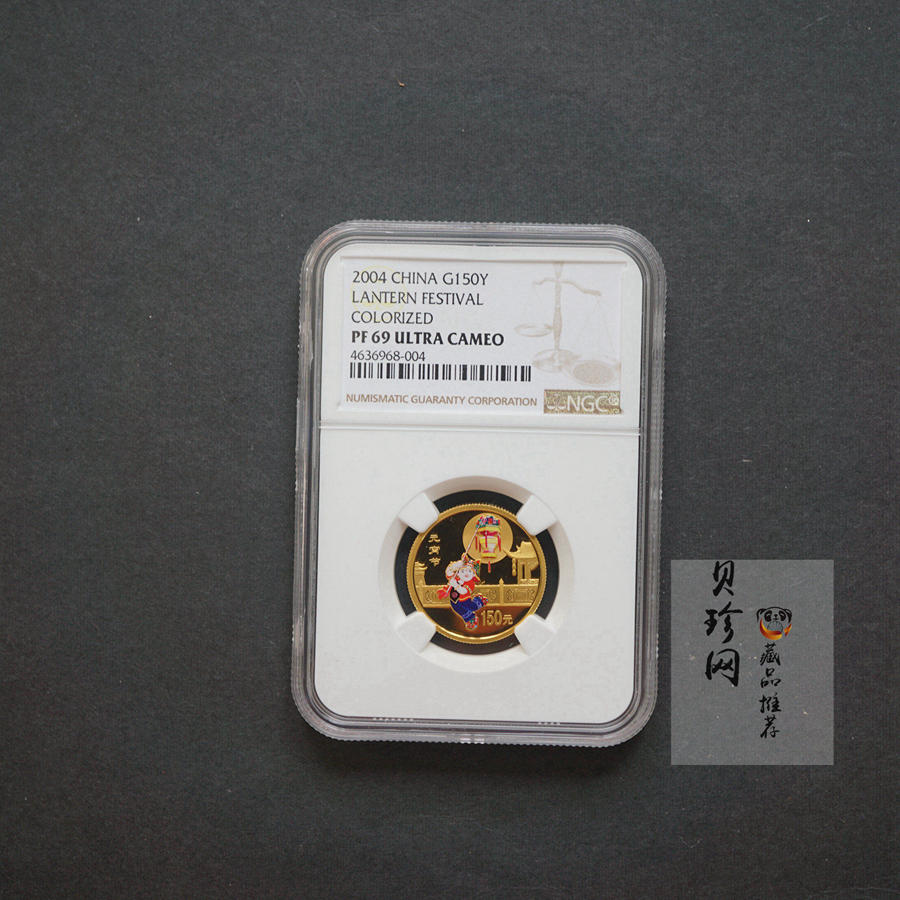 2004 CHINA G150Y
LANTERN FESTIVAL
COLORIZED
PF 69 ULTRA CAMEO
4636968-004
NUMISMATIC GUARANTY CORPORATION
NGC
元宵节
150元
贝珍网
藏品推荐